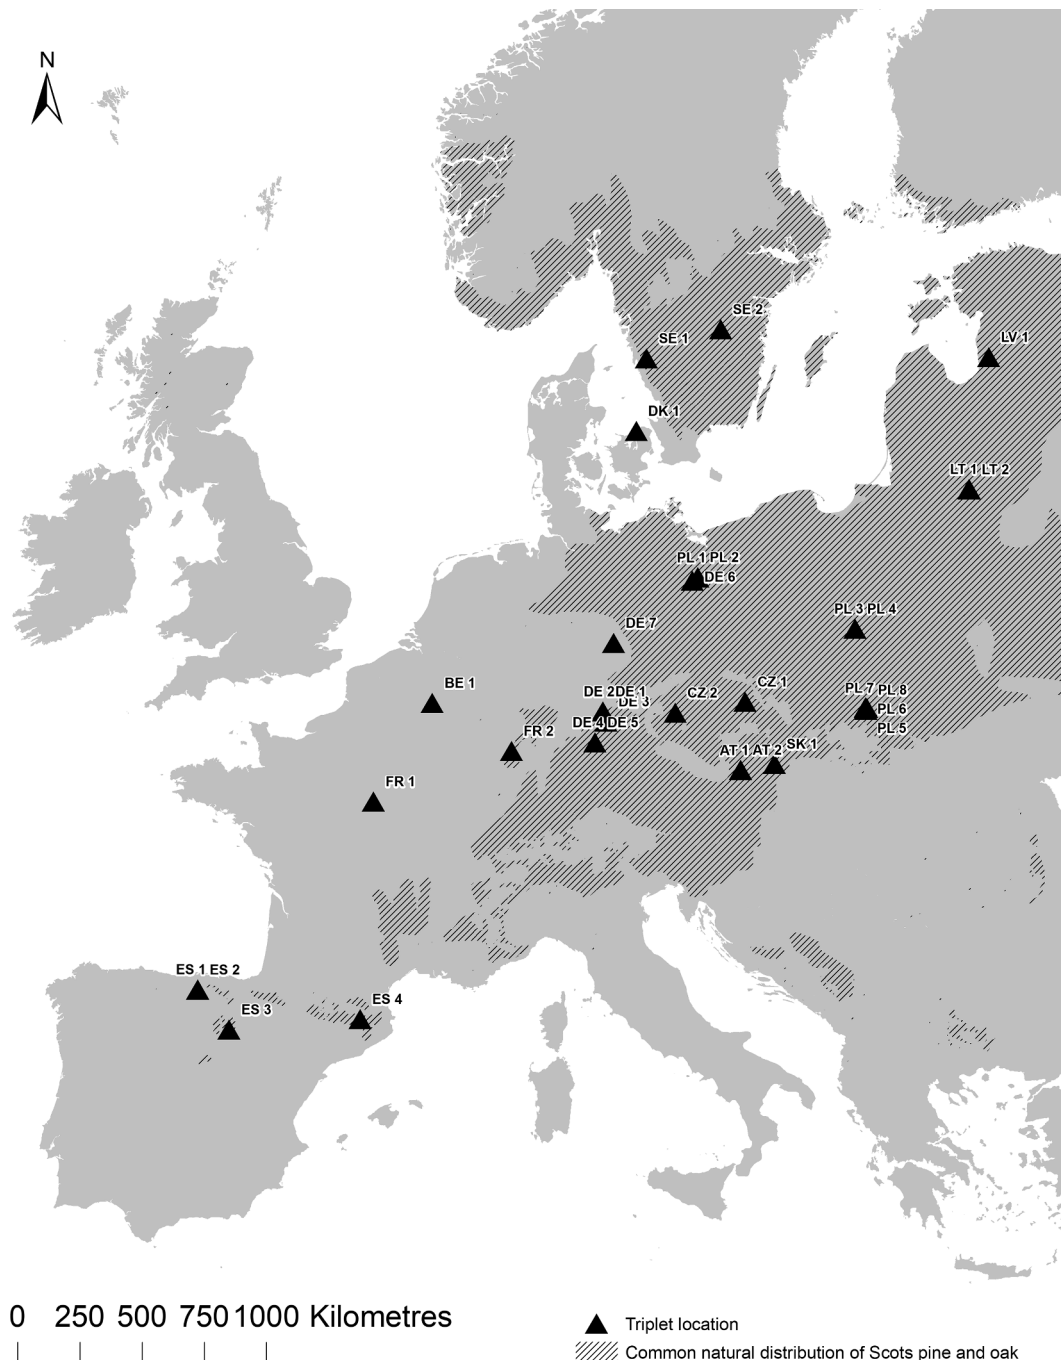 N
SE 2
SE 1
LV 1
DK 1
LT 1 LT 2
PL 1 PL 2
DE 6
PL 3 PL 4
DE 7
BE 1
DE 2 DE 1
DE 3
CZ 2
CZ 1
PL 7 PL 8
PL 6
PL 5
FR 2
DE 4 DE 5
AT 1 AT 2
SK 1
FR 1
ES 1 ES 2
ES 3
ES 4
0 250 500 750 1000 Kilometres
Triplet location
Common natural distribution of Scots pine and oak